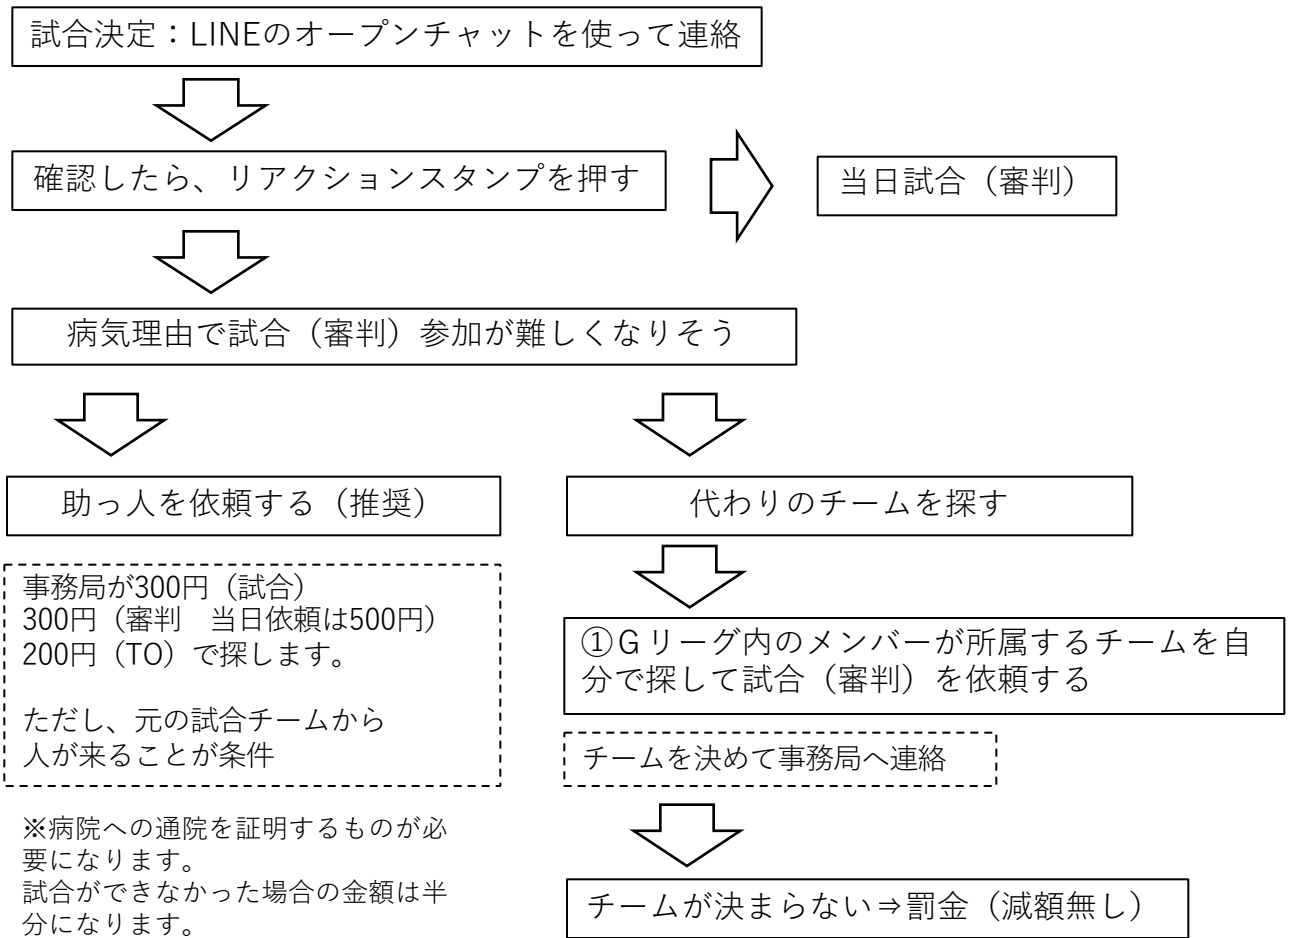 試合決定：LINEのオープンチャットを使って連絡
確認したら、リアクションスタンプを押す
当日試合（審判）
病気理由で試合（審判）参加が難しくなりそう
助っ人を依頼する（推奨）
事務局が300円（試合）
300円（審判　当日依頼は500円）
200円（TO）で探します。
ただし、元の試合チームから
人が来ることが条件
※病院への通院を証明するものが必
要になります。
試合ができなかった場合の金額は半
分になります。
代わりのチームを探す
①Ｇリーグ内のメンバーが所属するチームを自
分で探して試合（審判）を依頼する
チームを決めて事務局へ連絡
チームが決まらない⇒罰金（減額無し）